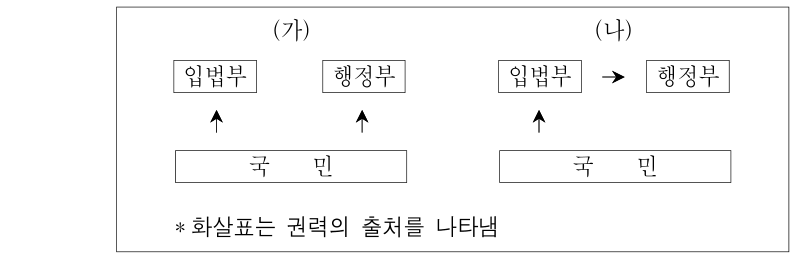 (가) (나)
입법부 행정부 입법부 행정부
국 민 국 민
* 화살표는 권력의 출처를 나타냄